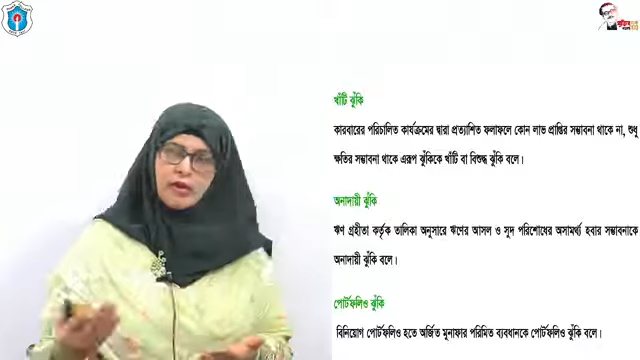 খাঁটি ঝুঁকি
কারবারের পরিচালিত কার্যক্রমের দ্বারা প্রত্যাশিত ফলাফলে কোন লাভ প্রাপ্তির সম্ভাবনা থাকে না, শুধু
ক্ষতির সম্ভাবনা থাকে এরূপ ঝুঁকিকে খাঁটি বা বিশুদ্ধ ঝুঁকি বলে।
অনাদায়ী ঝুঁকি
ঋণ গ্রহীতা কর্তৃক তালিকা অনুসারে ঋণের আসল ও সুদ পরিশোধের অসামর্থ্য হবার সম্ভাবনাকে
অনাদায়ী ঝুঁকি বলে।
পোর্টফলিও ঝুঁকি
বিনিয়োগ পোর্টফলিও হতে অর্জিত মূনাফার পরিমিত ব্যবধানকে পোর্টফলিও ঝুঁকি বলে।